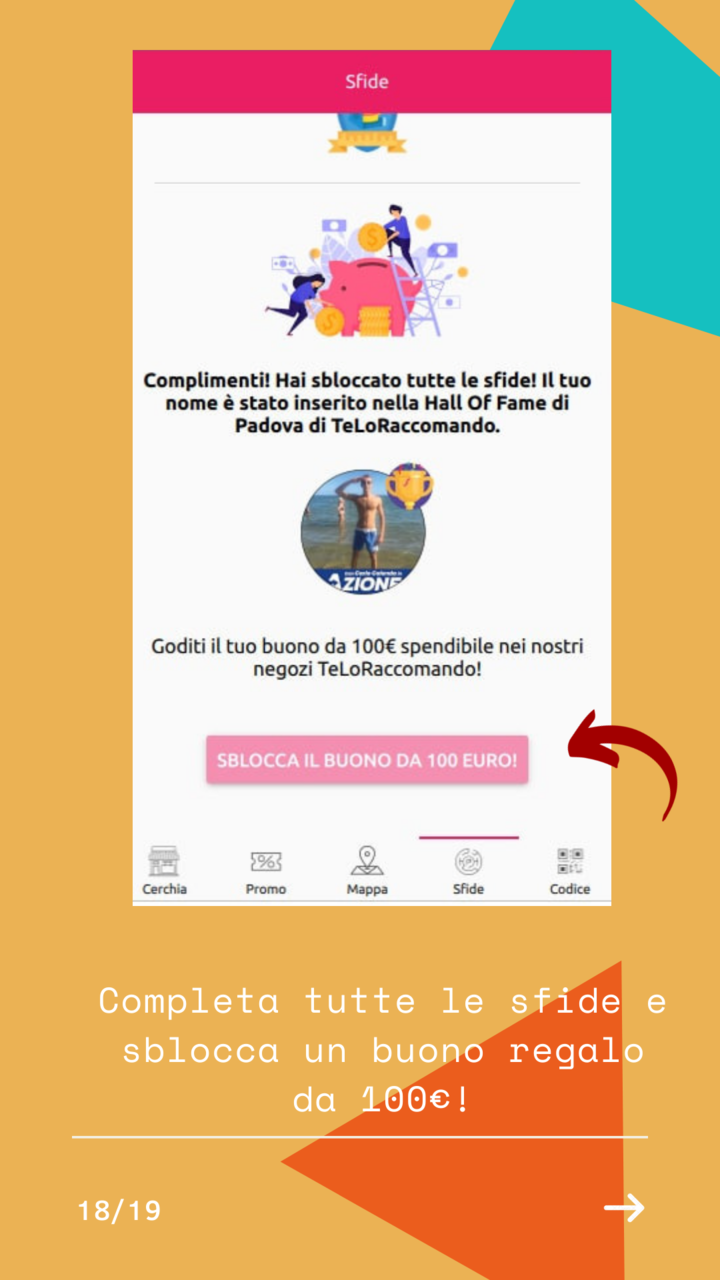 Sfide
Complimenti! Hai sbloccato tutte le sfide! Il tuo
nome è stato inserito nella Hall Of Fame di
Padova di TeLoRaccomando.
AZIONE
Goditi il tuo buono da 100€ spendibile nei nostri
negozi TeLoRaccomando!
SBLOCCA IL BUONO DA 100 EURO!
Cerchia Promo Mappa Sfide Codice
Completa tutte le sfide e
sblocca un buono regalo
da 100€!
18/19